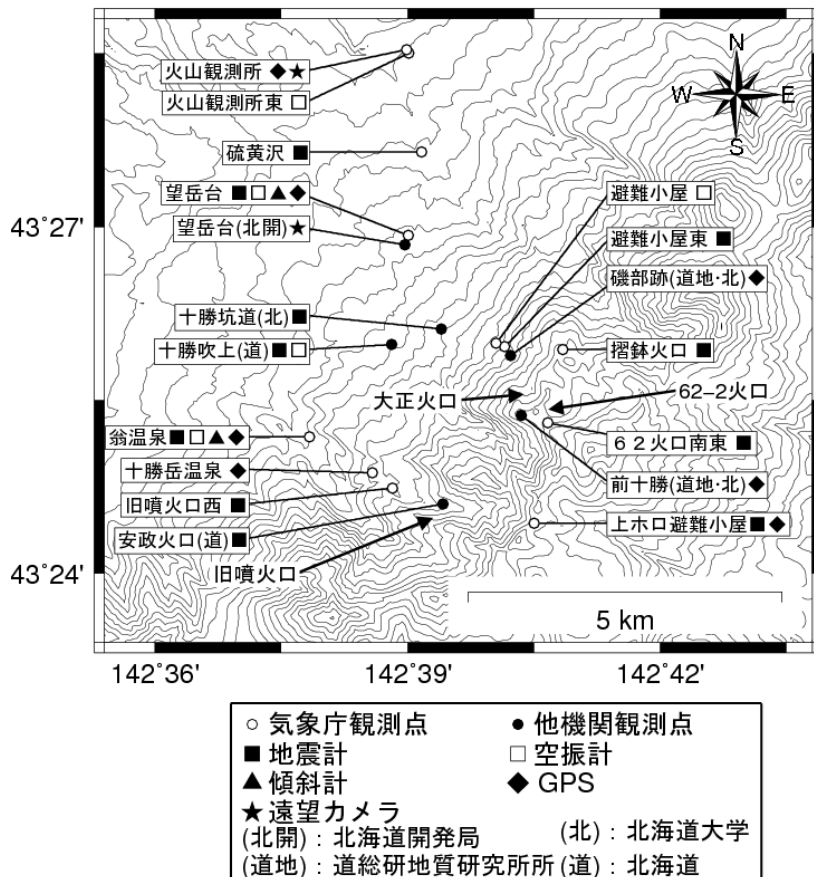 N
W E
S
火山観測所 ◆★
火山観測所東 □
硫黄沢 ■
望岳台 ■□▲◆
43°27'
望岳台(北開)★
避難小屋 □
避難小屋東 ■
磯部跡(道地·北)◆
十勝坑道(北)■
十勝吹上(道)■□
摺鉢火口 ■
大正火口
62-2火口
翁温泉■□▲◆
62火口南東 ■
十勝岳温泉 ◆
前十勝(道地·北)◆
旧噴火口西 ■
安政火口(道)■
上ホロ避難小屋■◆
旧噴火口
43°24'
5 km
142°36' 142°39' 142°42'
○ 気象庁観測点 ● 他機関観測点
■ 地震計 □ 空振計
▲ 傾斜計 ◆ GPS
★ 遠望カメラ
(北開)：北海道開発局 (北)：北海道大学
(道地)：道総研地質研究所所 (道)：北海道